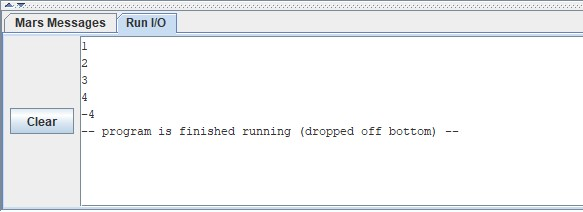 Mars Messages Run I/O
1
2
3
4
-4
Clear
-- program is finished running (dropped off bottom) --